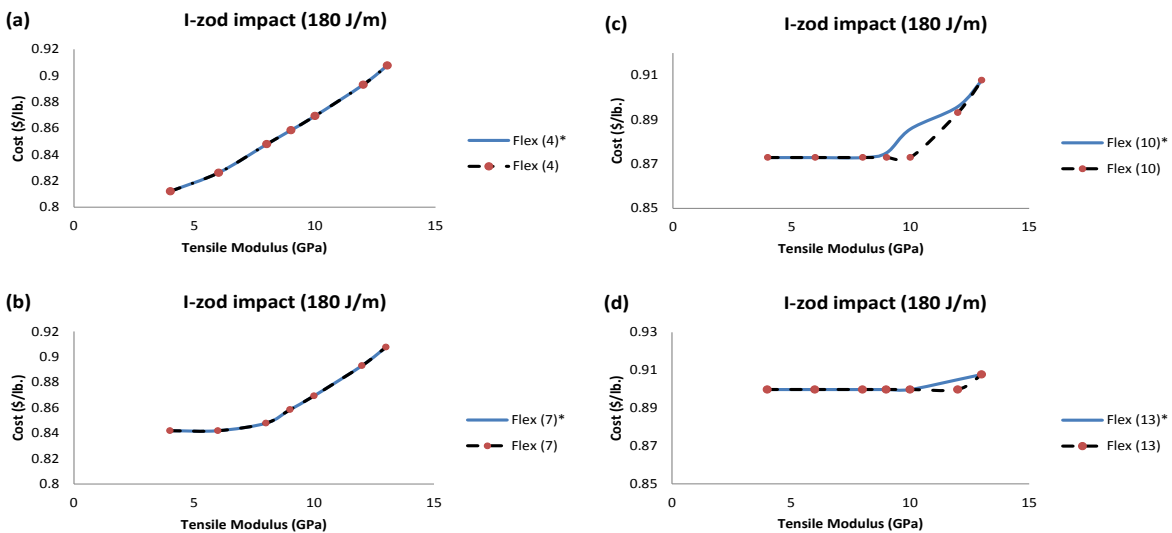 (a)
I-zod impact (180 J/m)
0.92
0.9
0.88
0.86
0.84
0.82
0.8
Cost ($/lb.)
0
5
10
15
Tensile Modulus (GPa)
Flex (4)*
Flex (4)
(b)
I-zod impact (180 J/m)
0.92
0.9
0.88
0.86
0.84
0.82
0.8
Cost ($/lb.)
0
5
10
15
Tensile Modulus (GPa)
Flex (7)*
Flex (7)
(c)
I-zod impact (180 J/m)
0.91
0.89
0.87
0.85
Cost ($/lb.)
0
5
10
15
Tensile Modulus (GPa)
Flex (10)*
Flex (10)
(d)
I-zod impact (180 J/m)
0.93
0.91
0.89
0.87
0.85
Cost ($/lb.)
0
5
10
15
Tensile Modulus (GPa)
Flex (13)*
Flex (13)